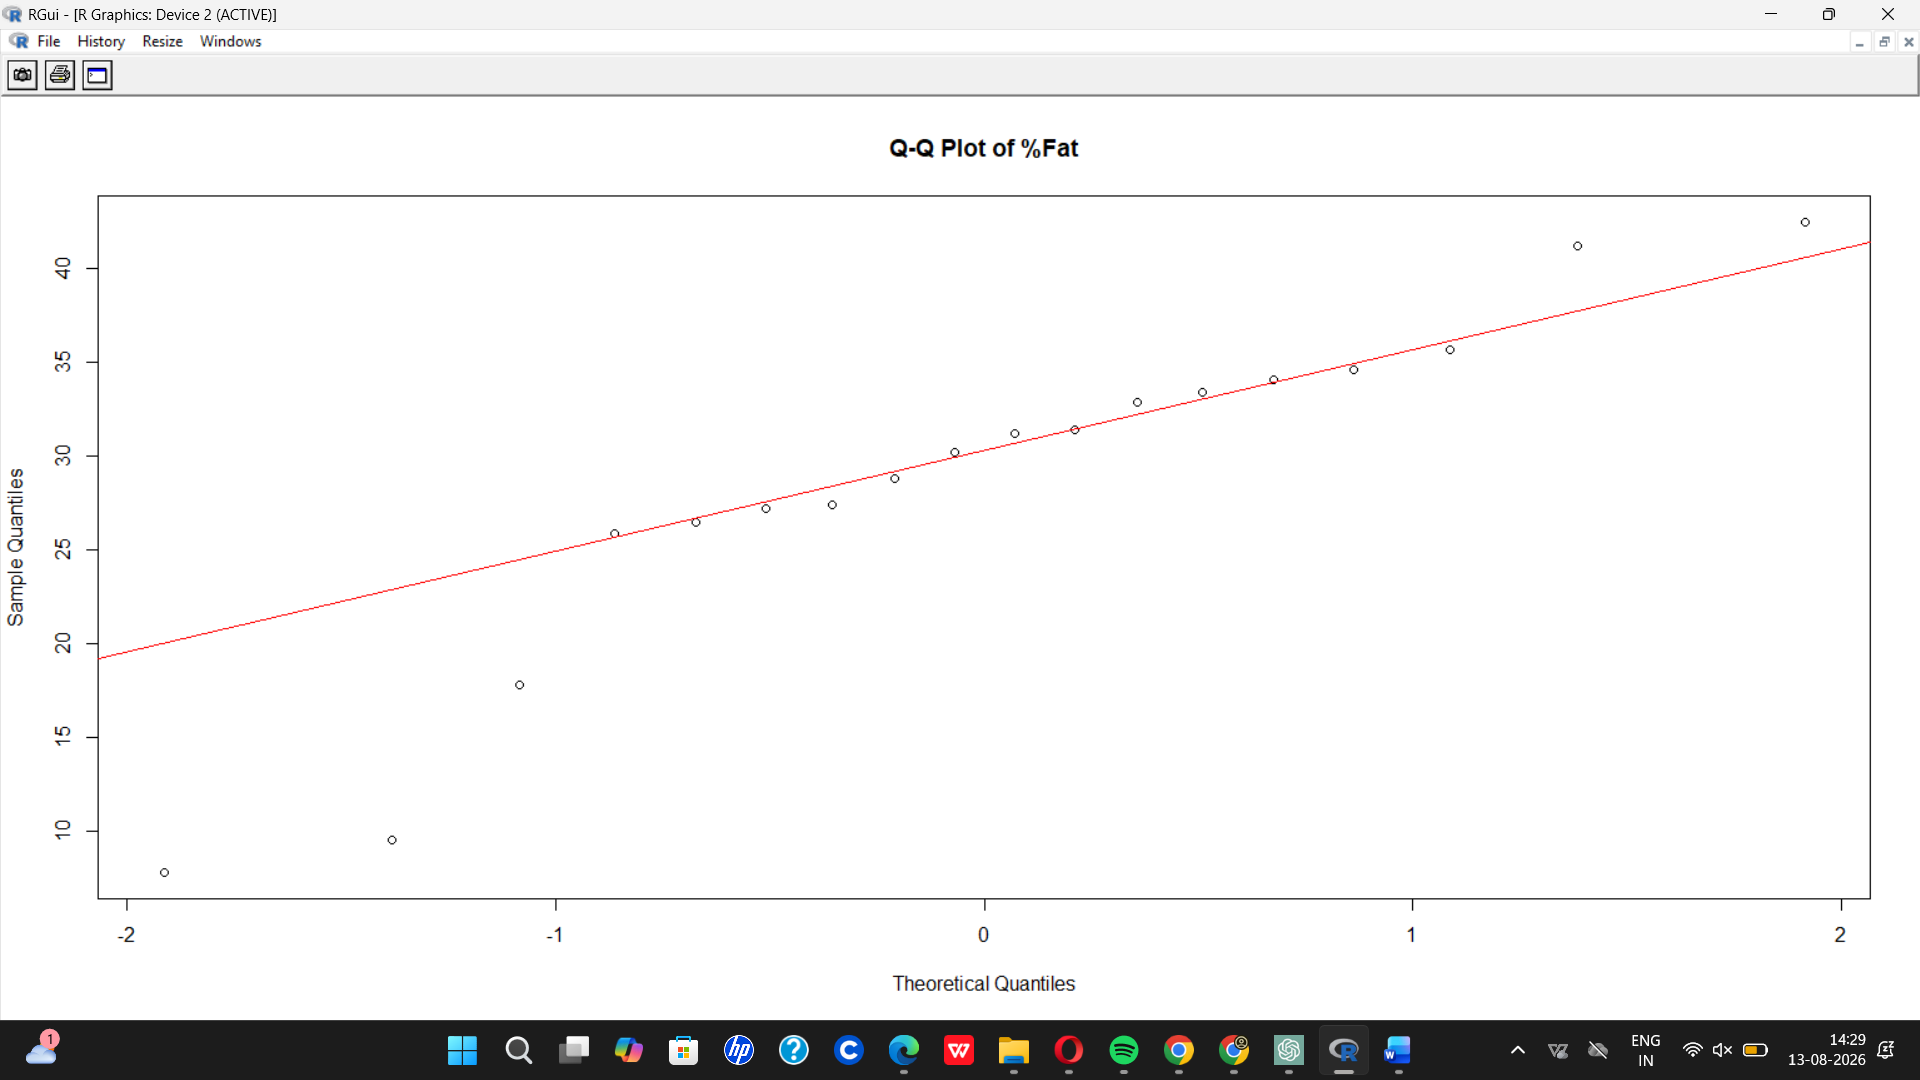 RGui - [R Graphics: Device 2 (ACTIVE)]
File History Resize Windows
Q-Q Plot of %Fat
Sample Quantiles
40
35
30
25
20
15
10
-2 -1 0 1 2
Theoretical Quantiles
1
ENG
IN
14:29
13-08-2026